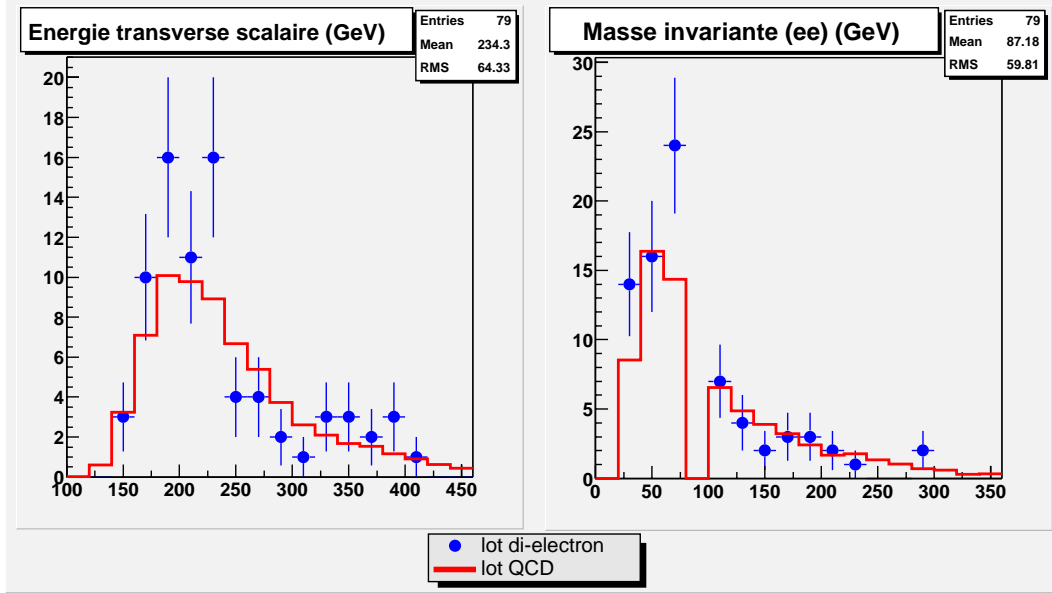 Energie transverse scalaire (GeV)
Entries 79
Mean 234.3
RMS 64.33
20
18
16
14
12
10
8
6
4
2
0
100 150 200 250 300 350 400 450
Masse invariante (ee) (GeV)
Entries 79
Mean 87.18
RMS 59.81
30
25
20
15
10
5
0
0 50 100 150 200 250 300 350
lot di-electron
lot QCD